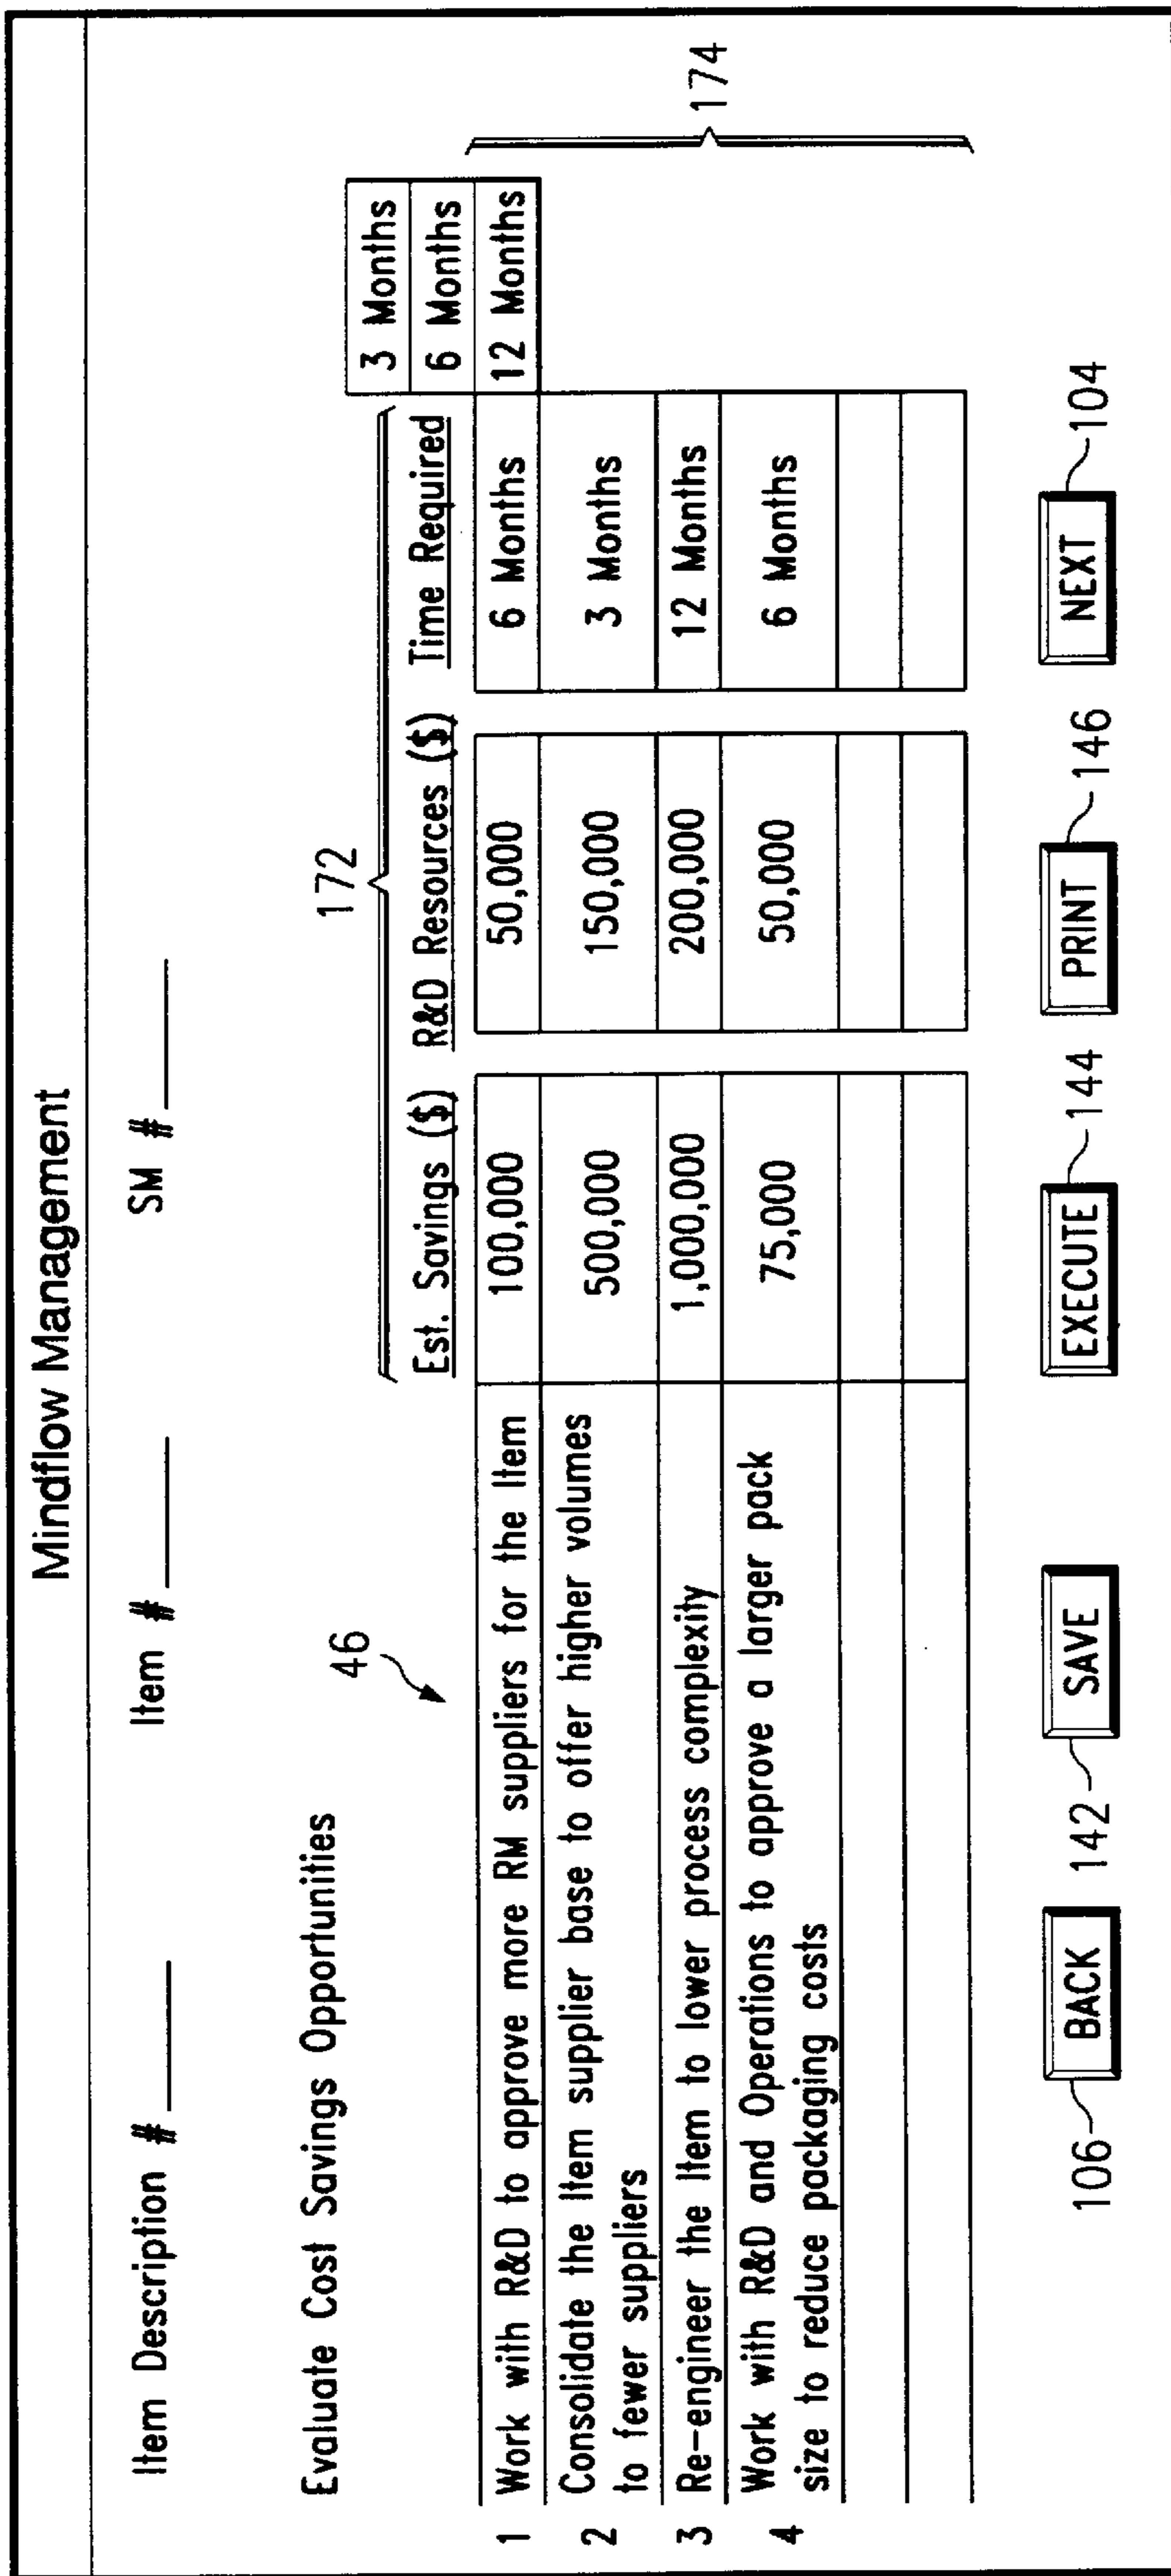 Mindflow Management
Item Description # ____ Item # ____ SM # ____
Evaluate Cost Savings Opportunities
46
172
174
Est. Savings ($) R&D Resources ($) Time Required
3 Months
6 Months
12 Months
1 Work with R&D to approve more RM suppliers for the Item 100,000 50,000 6 Months
2 Consolidate the Item supplier base to offer higher volumes
to fewer suppliers 500,000 150,000 3 Months
3 Re-engineer the Item to lower process complexity 1,000,000 200,000 12 Months
4 Work with R&D and Operations to approve a larger pack
size to reduce packaging costs 75,000 50,000 6 Months
106 BACK 142 SAVE EXECUTE 144 PRINT 146 NEXT 104